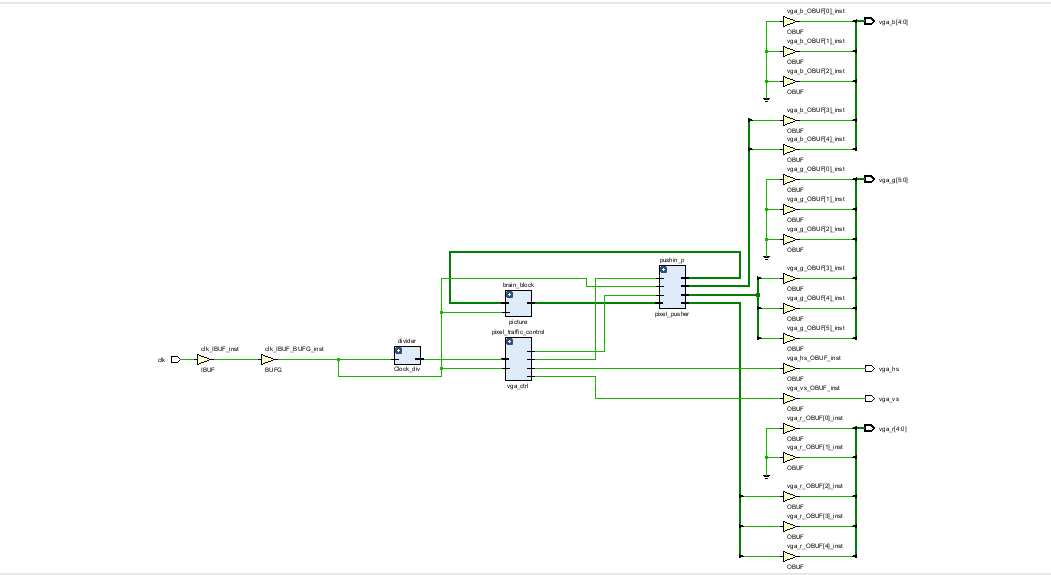 vga_b_OBUF[0]_inst
vga_b[4:0]
OBUF
vga_b_OBUF[1]_inst
OBUF
vga_b_OBUF[2]_inst
OBUF
vga_b_OBUF[3]_inst
OBUF
vga_b_OBUF[4]_inst
OBUF
vga_g_OBUF[0]_inst
vga_g[5:0]
OBUF
vga_g_OBUF[1]_inst
OBUF
vga_g_OBUF[2]_inst
OBUF
pushin_p
vga_g_OBUF[3]_inst
brain_block
OBUF
vga_g_OBUF[4]_inst
pixel_pusher
OBUF
picture
vga_g_OBUF[5]_inst
pixel_traffic_control
divider
OBUF
clk_IBUF_inst
clk_IBUF_BUFG_inst
vga_hs_OBUF_inst
clk
IBUF
BUFG
Clock_div
vga_hs
OBUF
vga_ctrl
vga_vs_OBUF_inst
vga_vs
OBUF
vga_r_OBUF[0]_inst
vga_r[4:0]
OBUF
vga_r_OBUF[1]_inst
OBUF
vga_r_OBUF[2]_inst
OBUF
vga_r_OBUF[3]_inst
OBUF
vga_r_OBUF[4]_inst
OBUF